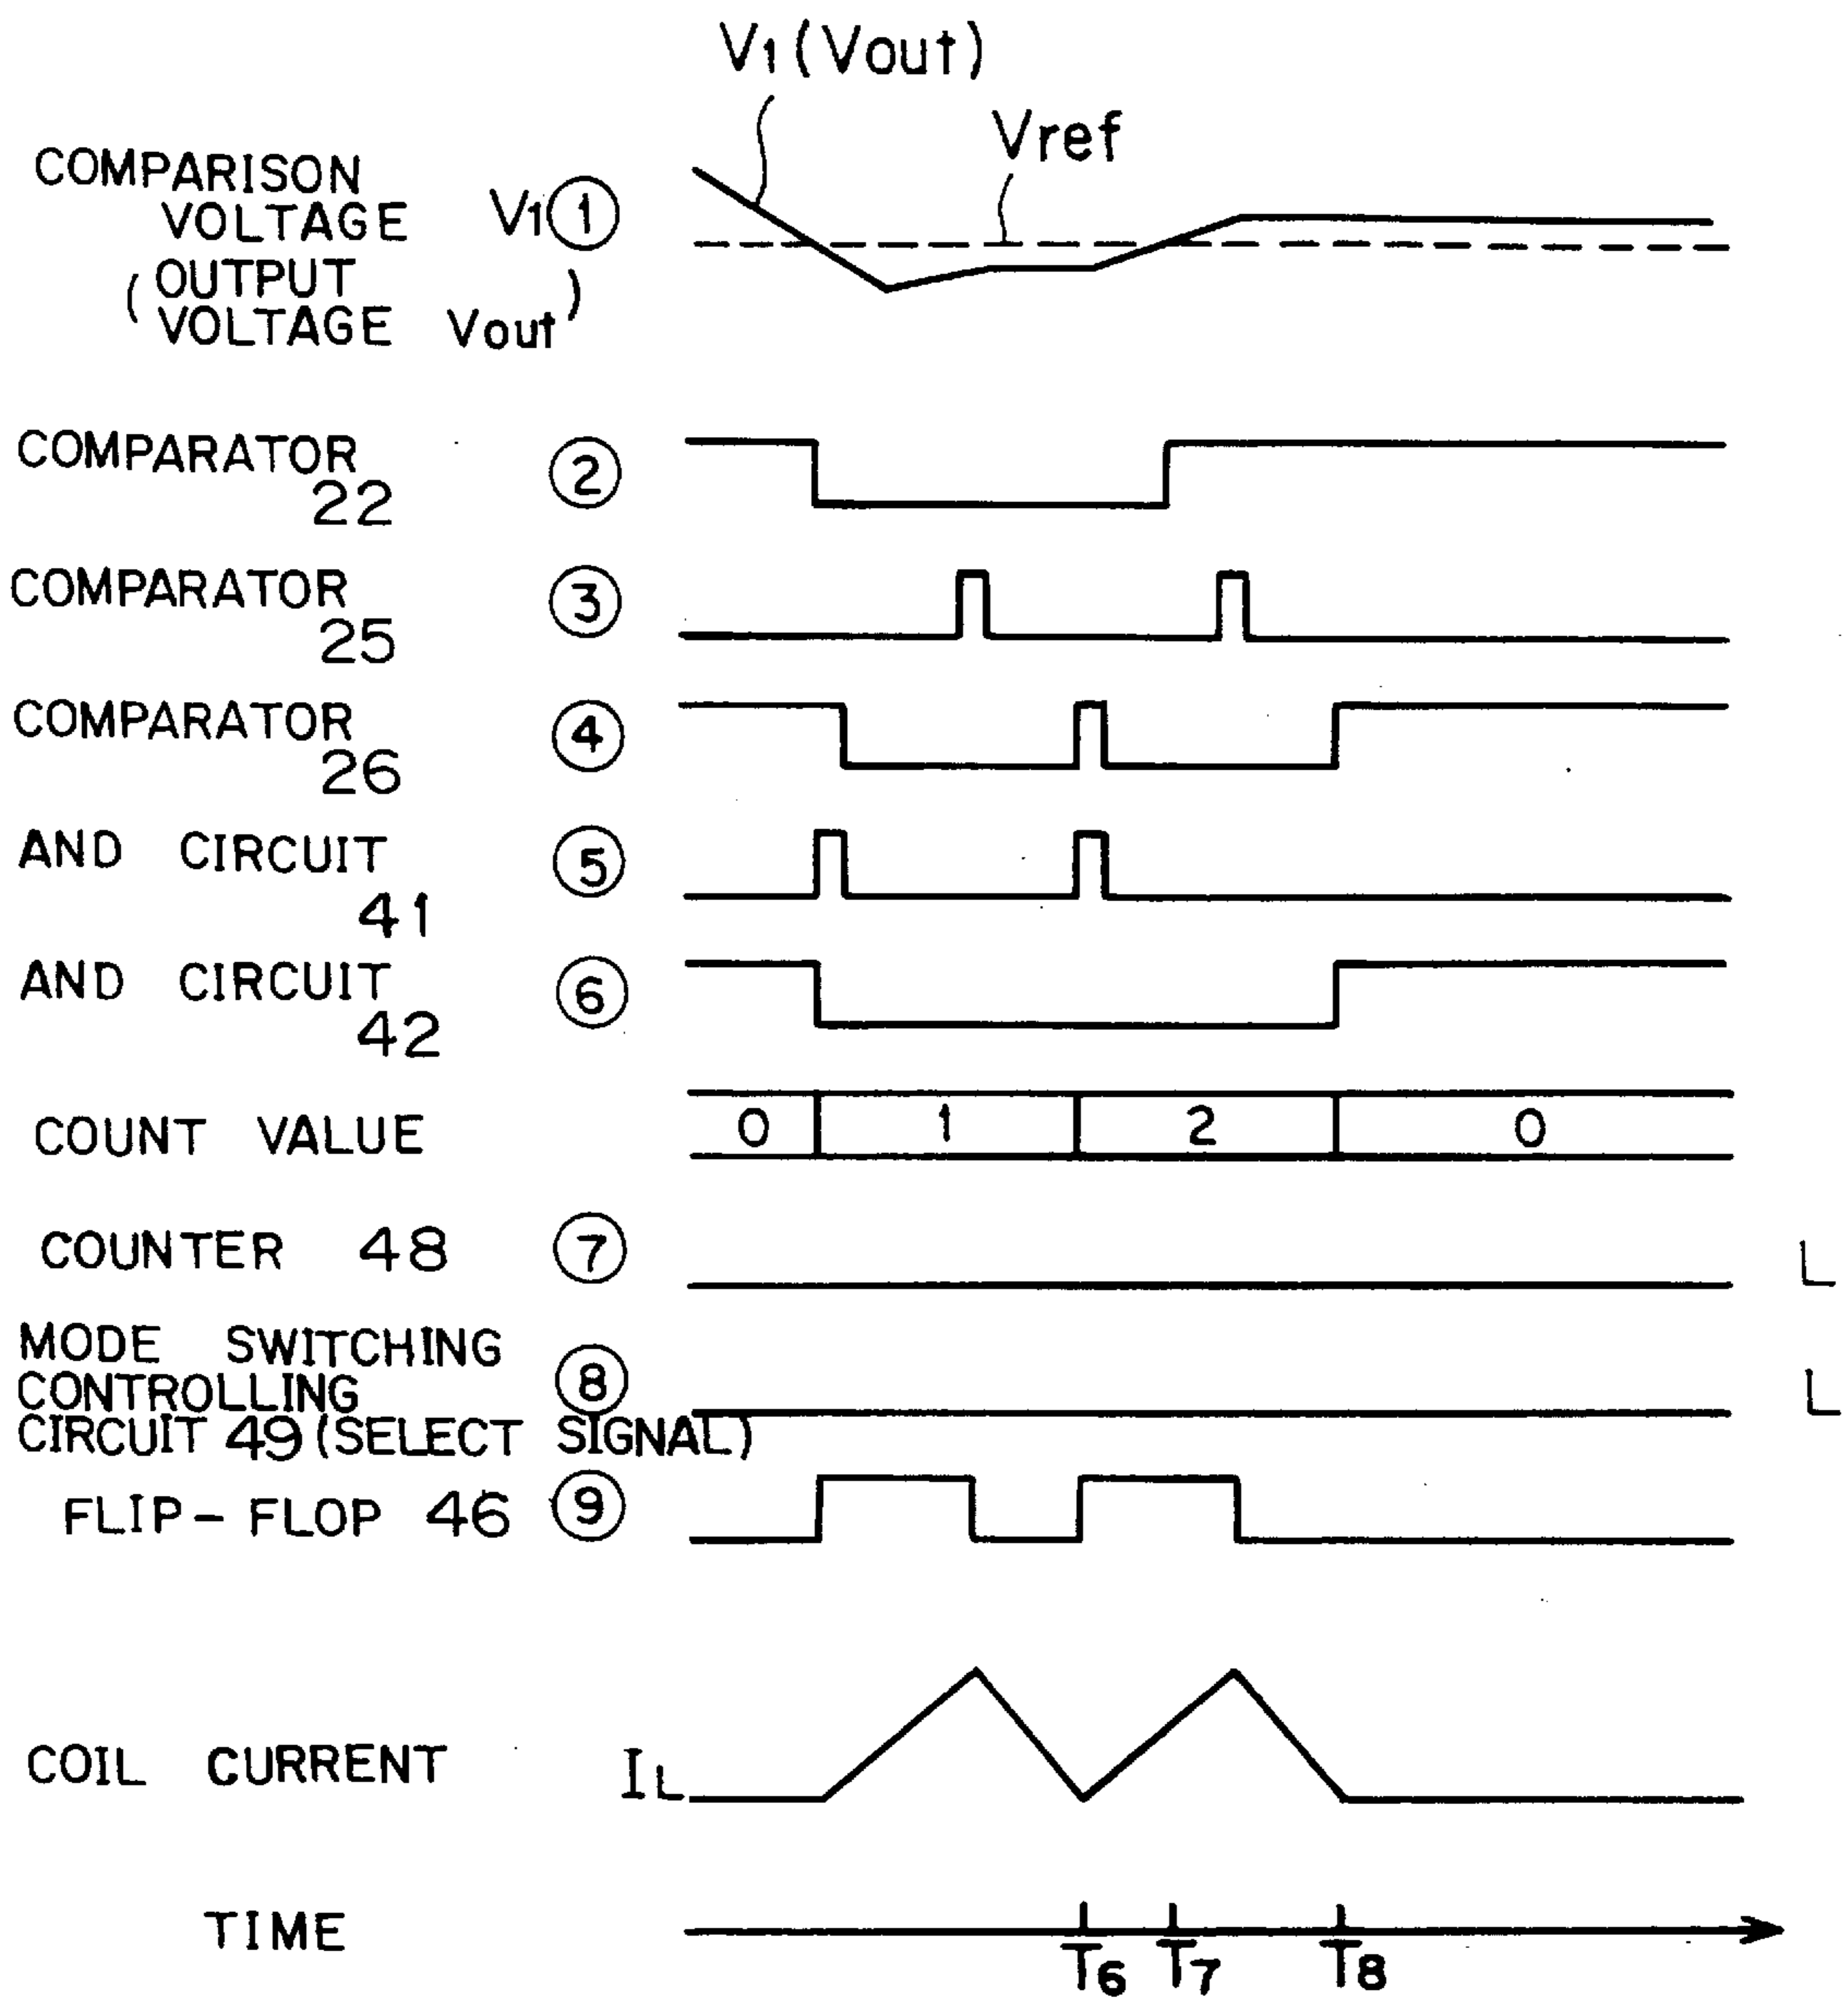 V1 (Vout)
Vref
COMPARISON
VOLTAGE V1 ①
( OUTPUT
VOLTAGE Vout )
COMPARATOR ②
22
COMPARATOR ③
25
COMPARATOR ④
26
AND CIRCUIT ⑤
41
AND CIRCUIT ⑥
42
COUNT VALUE 0 1 2 0
COUNTER 48 ⑦ L
MODE SWITCHING
CONTROLLING ⑧ L
CIRCUIT 49 (SELECT SIGNAL)
FLIP-FLOP 46 ⑨
COIL CURRENT IL
TIME
T6 T7 T8